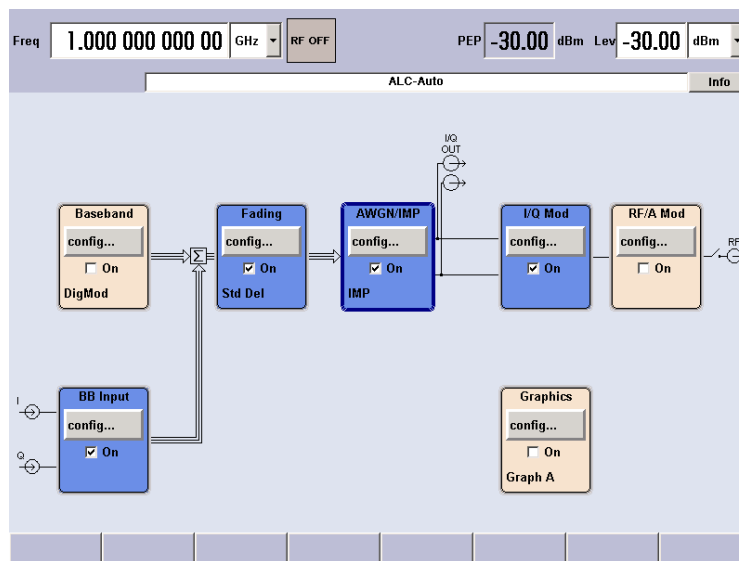 Freq 1.000 000 000 00 GHz RF OFF PEP -30.00 dBm Lev -30.00 dBm
ALC-Auto Info
I/Q
OUT
Baseband Fading AWGN/IMP I/Q Mod RF/A Mod
config... config... config... config... config...
RF
On On On On On
DigMod Std Del IMP
Σ
BB Input Graphics
I
config... config...
On On
Q
Graph A